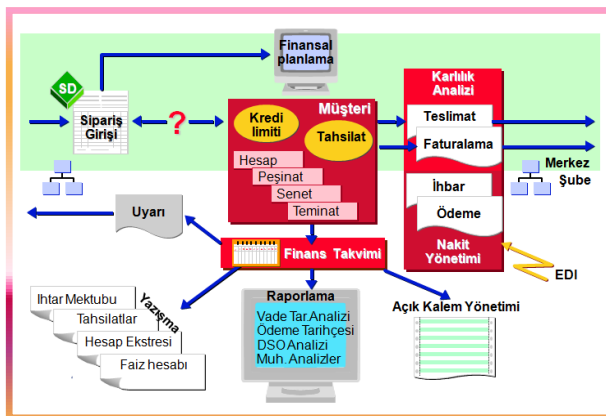 Finansal
planlama
SD
Sipariş
Girişi
?
Müşteri
Kredi
limiti
Tahsilat
Hesap
Peşinat
Senet
Teminat
Karlılık
Analizi
Teslimat
Faturalama
İhbar
Ödeme
Nakit
Yönetimi
Merkez
Şube
EDI
Uyarı
Finans Takvimi
Yazışma
Ihtar Mektubu
Tahsilatlar
Hesap Ekstresi
Faiz hesabı
Raporlama
Vade Tar.Analizi
Ödeme Tarihçesi
DSO Analizi
Muh. Analizler
Açık Kalem Yönetimi